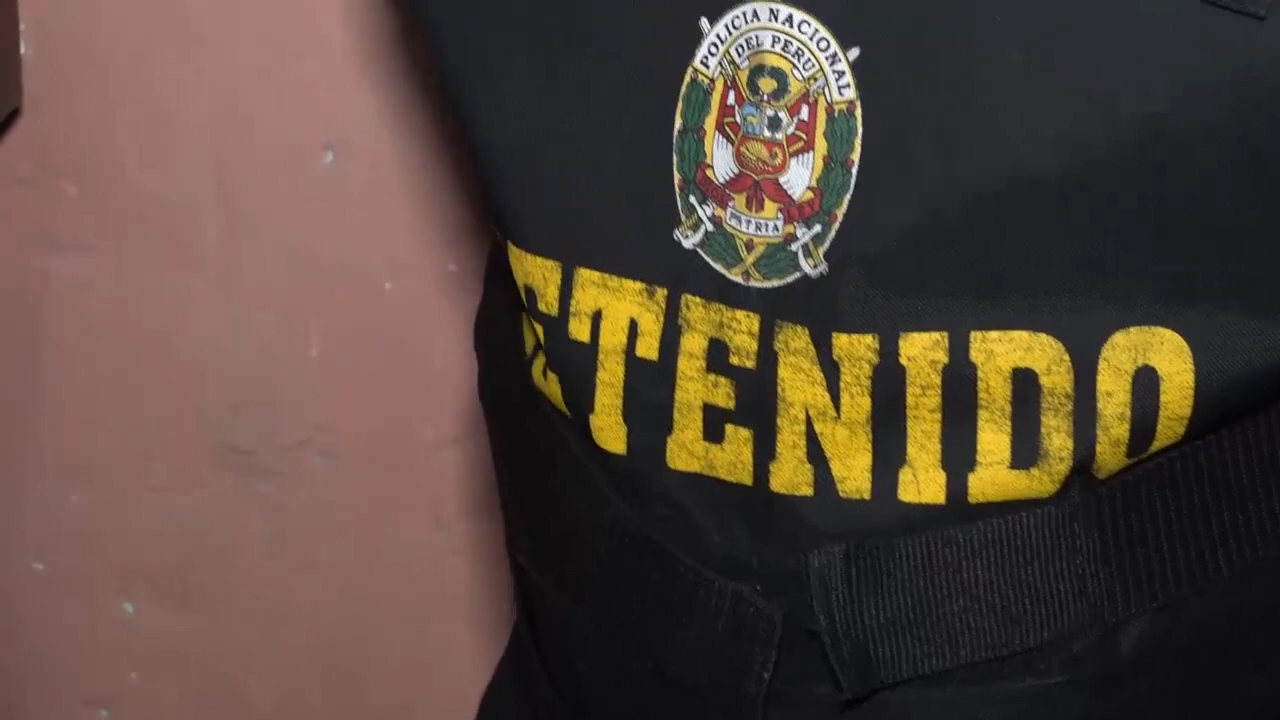 POLICIA NACIONAL
DEL PERU
PATRIA
ETENIDO